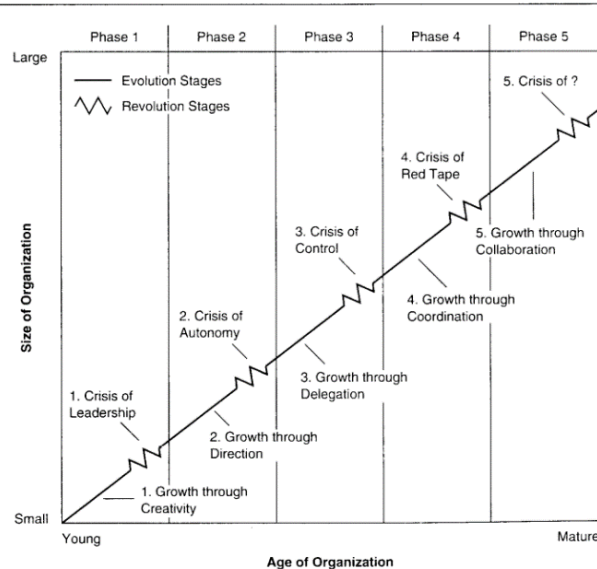 Phase 1
Phase 2
Phase 3
Phase 4
Phase 5
Large
Evolution Stages
Revolution Stages
5. Crisis of ?
4. Crisis of
Red Tape
5. Growth through
Collaboration
3. Crisis of
Control
4. Growth through
Coordination
2. Crisis of
Autonomy
3. Growth through
Delegation
1. Crisis of
Leadership
2. Growth through
Direction
1. Growth through
Creativity
Size of Organization
Small
Young
Mature
Age of Organization